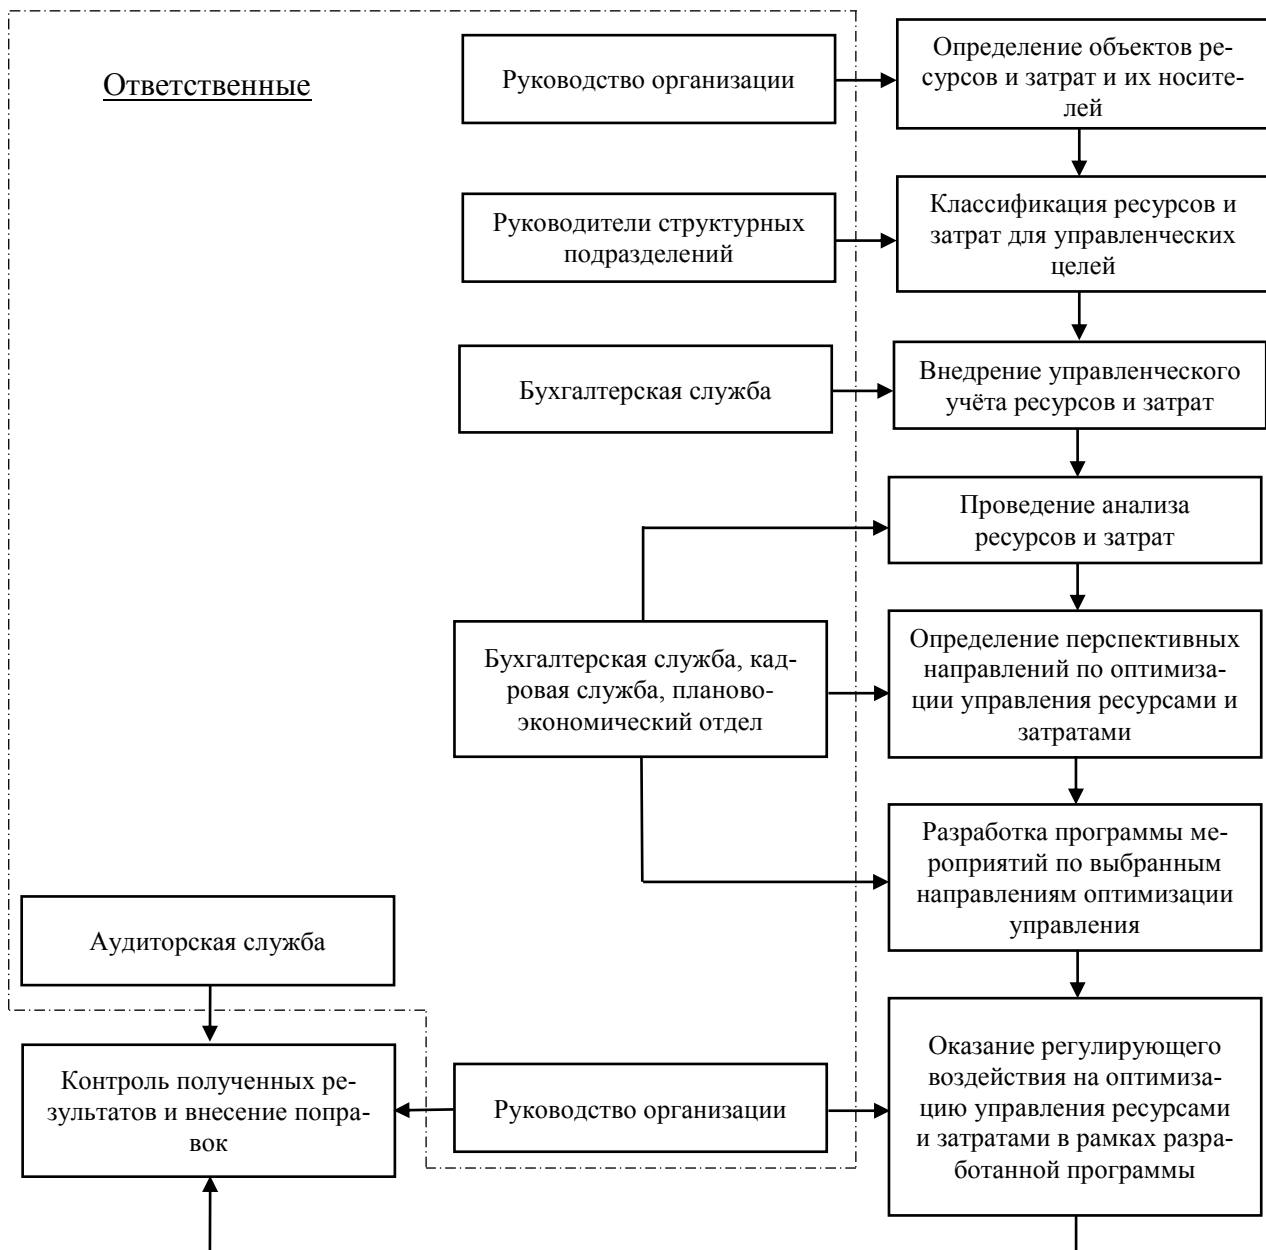 Ответственные
Руководство организации
Определение объектов ре-
сурсов и затрат и их носите-
лей
Руководители структурных
подразделений
Классификация ресурсов и
затрат для управленческих
целей
Бухгалтерская служба
Внедрение управленческого
учёта ресурсов и затрат
Проведение анализа
ресурсов и затрат
Бухгалтерская служба, кад-
ровая служба, планово-
экономический отдел
Определение перспективных
направлений по оптимиза-
ции управления ресурсами и
затратами
Разработка программы ме-
роприятий по выбранным
направлениям оптимизации
управления
Аудиторская служба
Контроль полученных ре-
зультатов и внесение попра-
вок
Руководство организации
Оказание регулирующего
воздействия на оптимиза-
цию управления ресурсами
и затратами в рамках разра-
ботанной программы